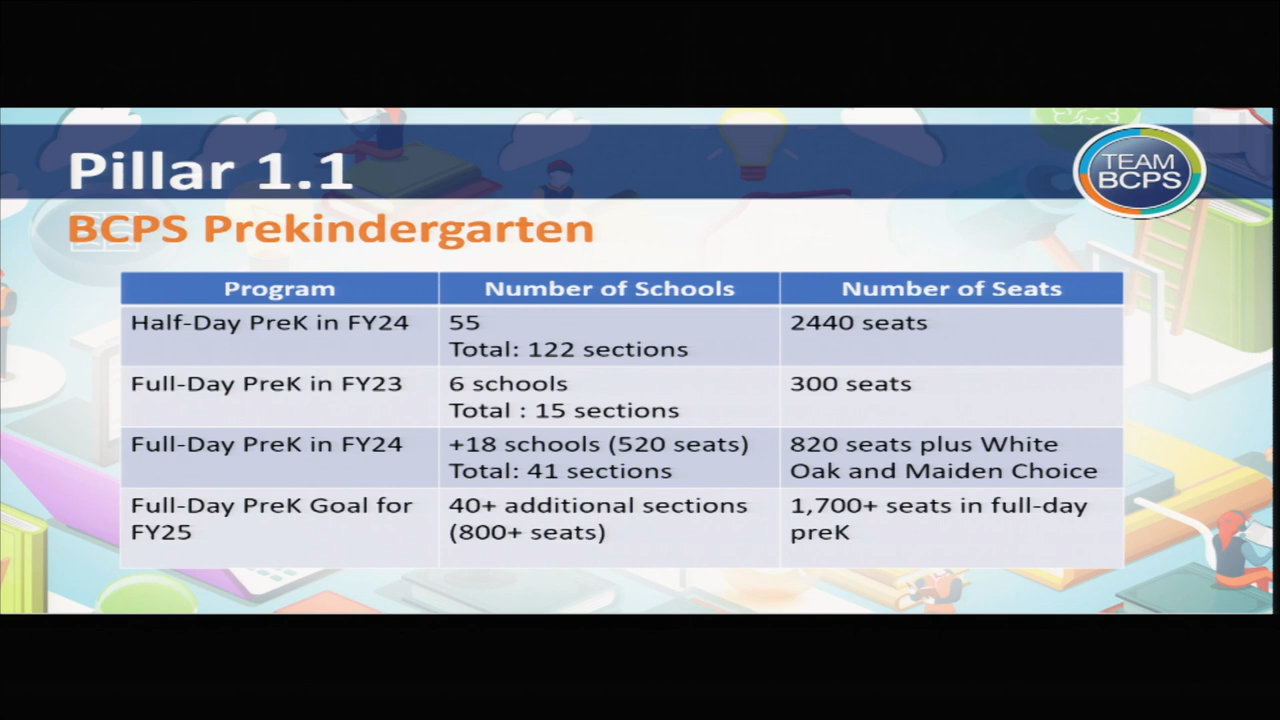 Pillar 1.1
TEAM
BCPS
BCPS Prekindergarten
Program Number of Schools Number of Seats
Half-Day PreK in FY24 55 2440 seats
Total: 122 sections
Full-Day PreK in FY23 6 schools 300 seats
Total : 15 sections
Full-Day PreK in FY24 +18 schools (520 seats) 820 seats plus White
Total: 41 sections Oak and Maiden Choice
Full-Day PreK Goal for 40+ additional sections 1,700+ seats in full-day
FY25 (800+ seats) preK